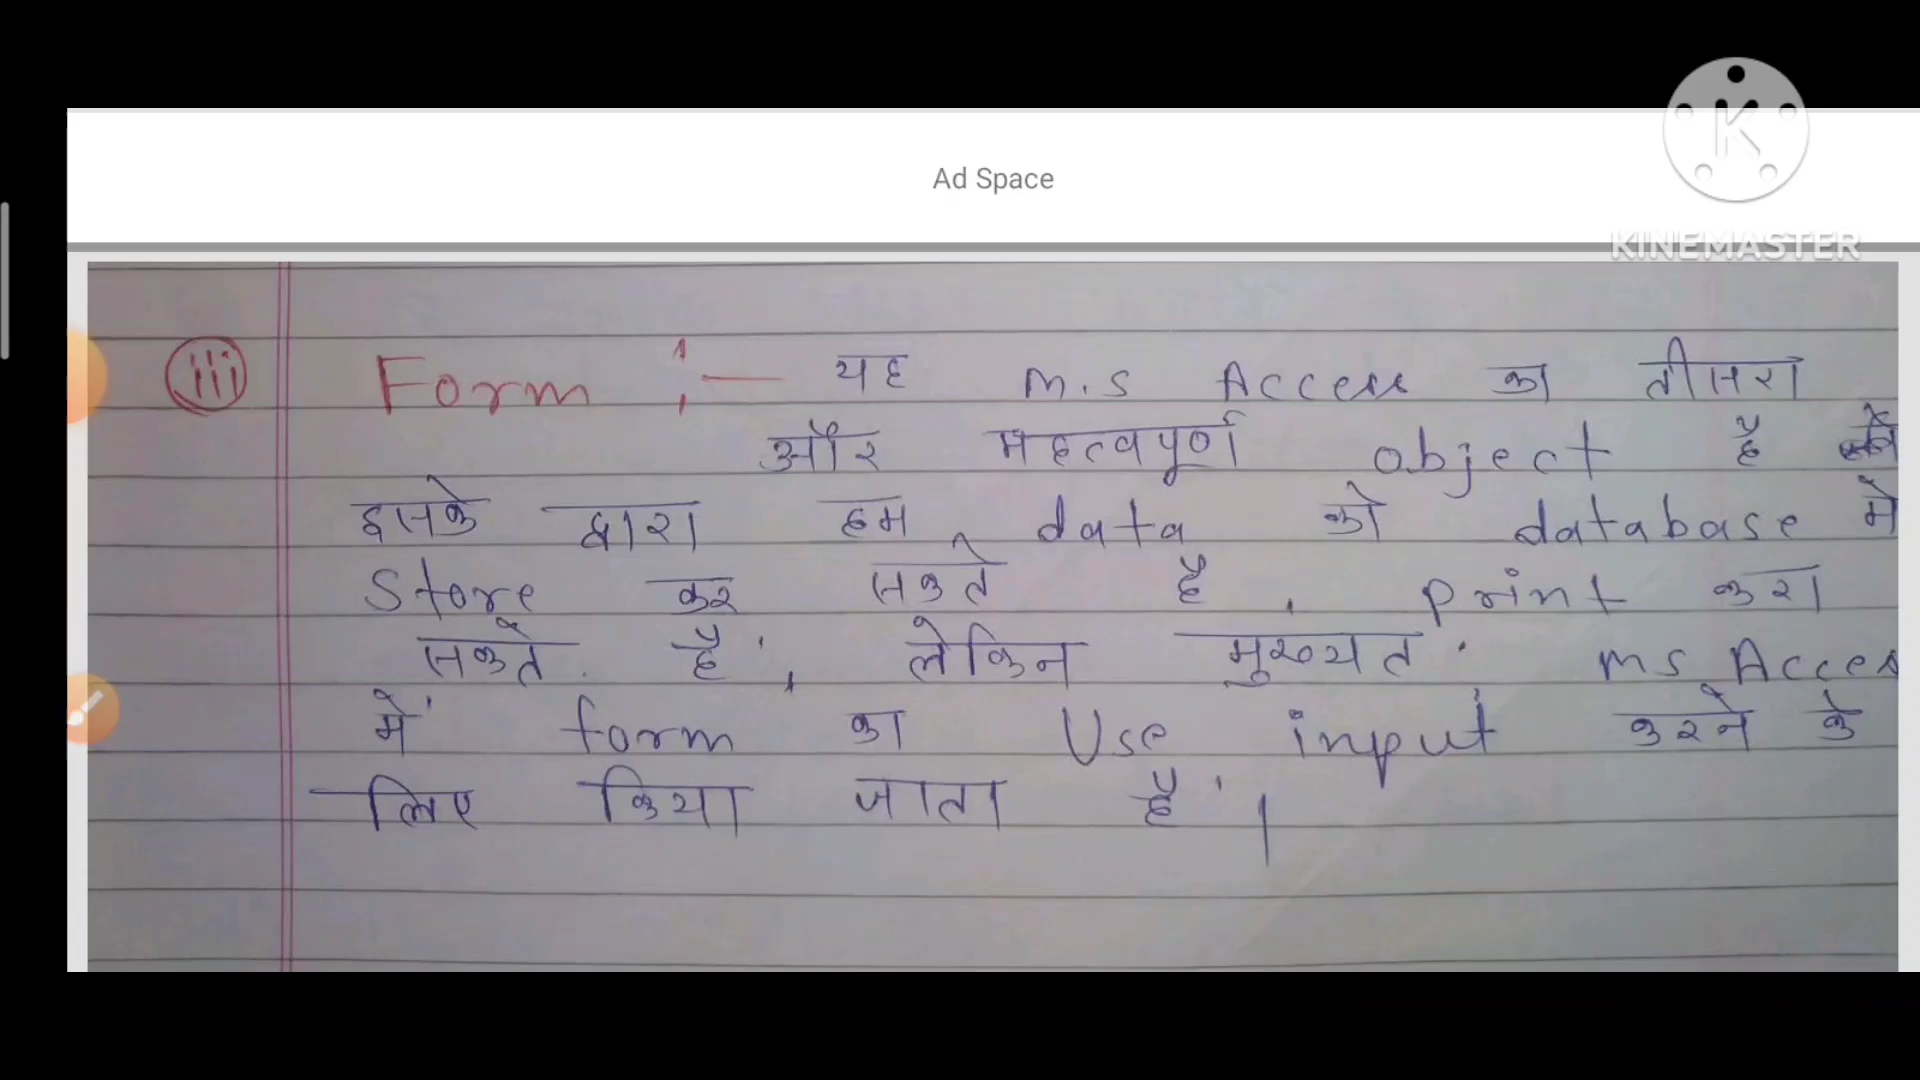 Ad Space
K
KINEMASTER
iii Form :- यह M.S Access का तीसरा
और महत्वपूर्ण object है
इसके द्वारा हम data को database मे
Store कर सकते है , print करा
सकते हैं , लेकिन मुख्यत: MS Acces
में form का Use input करने के
लिए किया जाता हैं ।